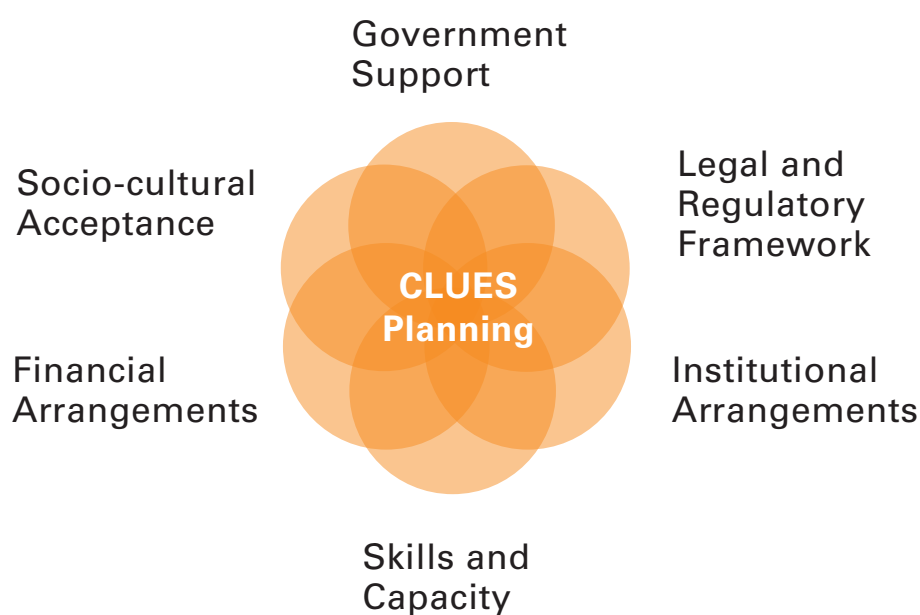 Government
Support
Socio-cultural
Acceptance
Legal and
Regulatory
Framework
CLUES
Planning
Financial
Arrangements
Institutional
Arrangements
Skills and
Capacity